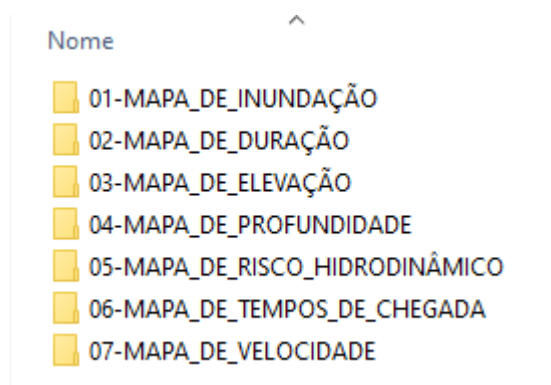 Nome
01-MAPA_DE_INUNDAÇÃO
02-MAPA_DE_DURAÇÃO
03-MAPA_DE_ELEVAÇÃO
04-MAPA_DE_PROFUNDIDADE
05-MAPA_DE_RISCO_HIDRODINÂMICO
06-MAPA_DE_TEMPOS_DE_CHEGADA
07-MAPA_DE_VELOCIDADE